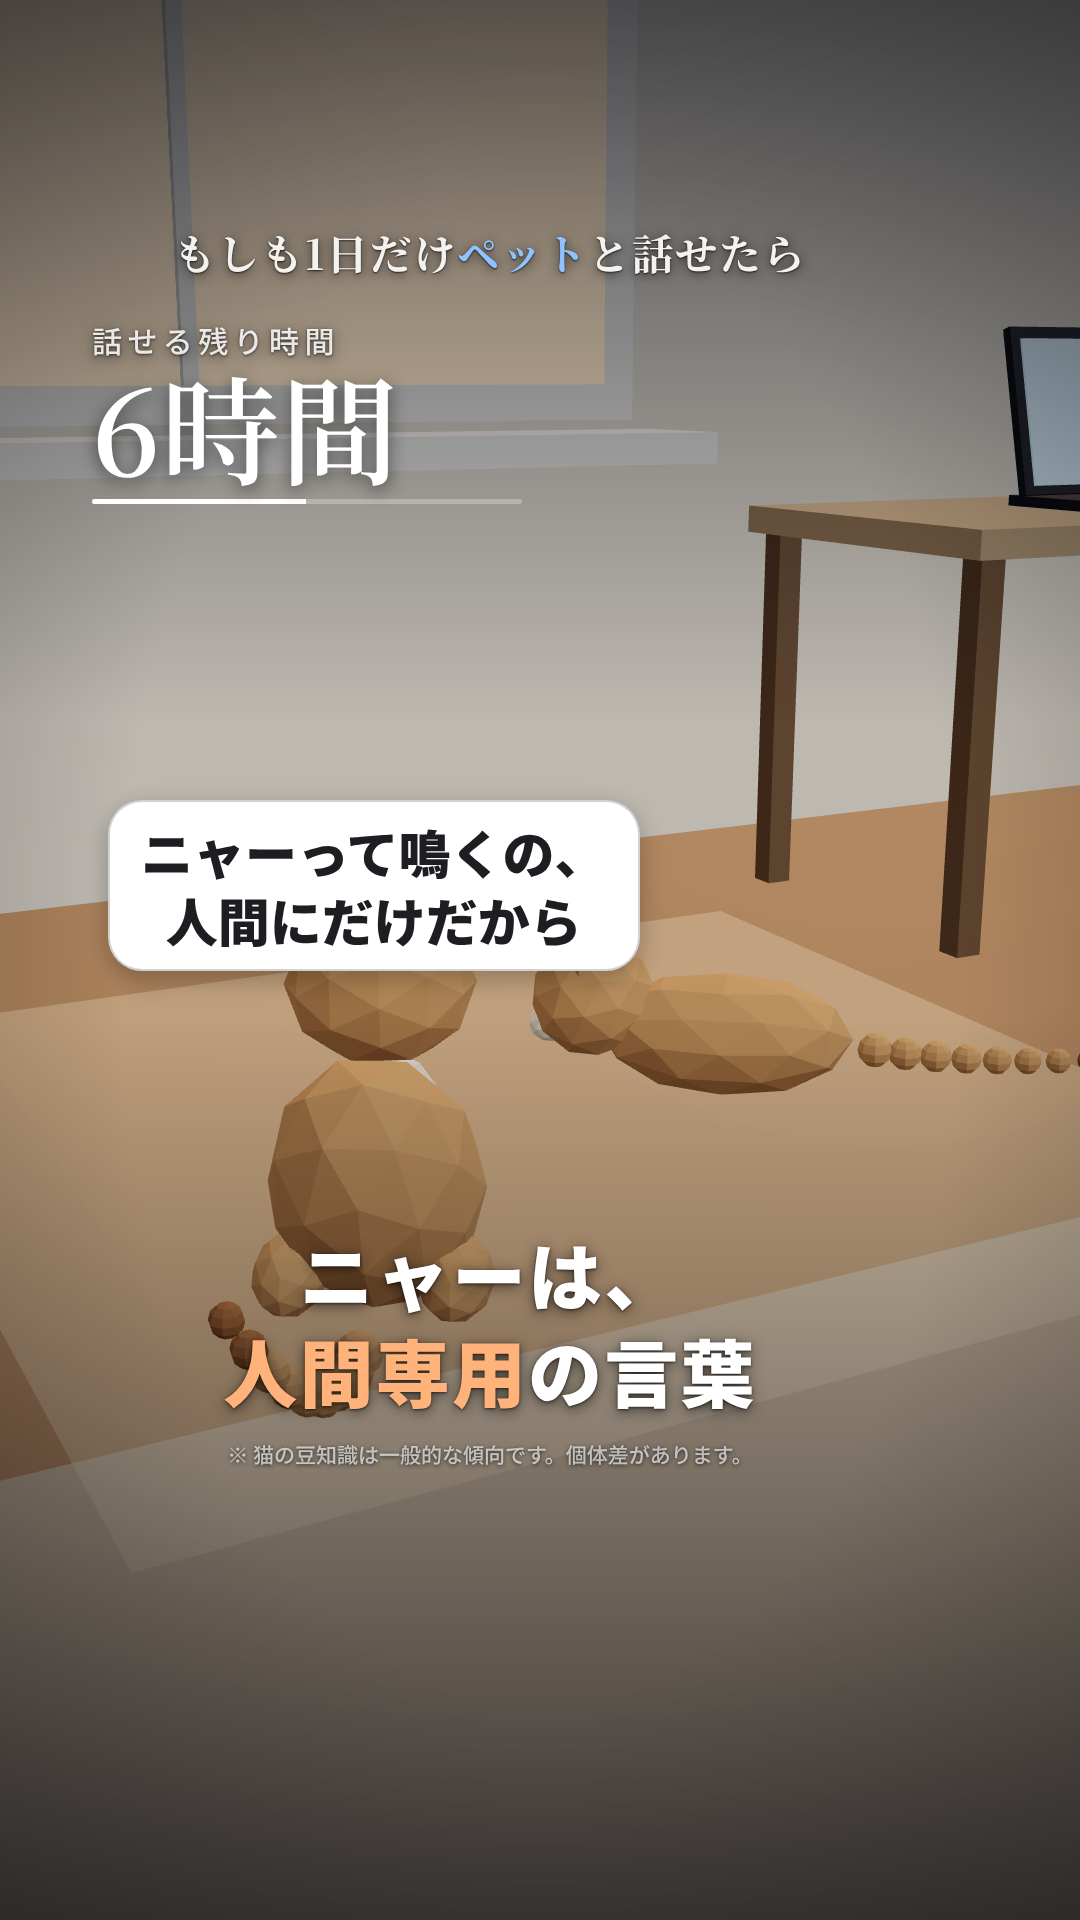 もしも1日だけペットと話せたら
話せる残り時間
6時間
ニャーって鳴くの、
人間にだけだから
ニャーは、
人間専用の言葉
※ 猫の豆知識は一般的な傾向です。個体差があります。